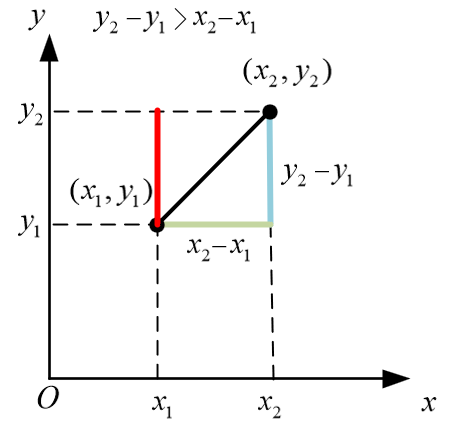 y
y₂ − y₁ > x₂ − x₁
(x₂, y₂)
y₂
(x₁, y₁)
y₂ − y₁
y₁
x₂ − x₁
O
x₁
x₂
x